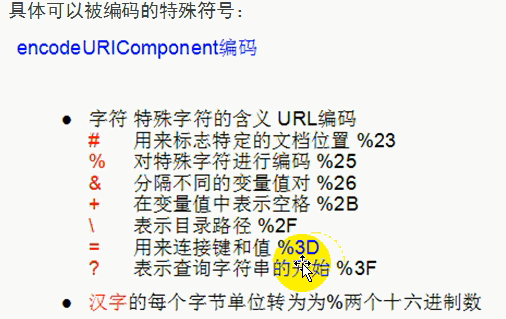 具体可以被编码的特殊符号:
encodeURIComponent编码
● 字符 特殊字符的含义 URL编码
# 用来标志特定的文档位置 %23
% 对特殊字符进行编码 %25
& 分隔不同的变量值对 %26
+ 在变量值中表示空格 %2B
\ 表示目录路径 %2F
= 用来连接键和值 %3D
? 表示查询字符串的开始 %3F
● 汉字的每个字节单位转为为%两个十六进制数